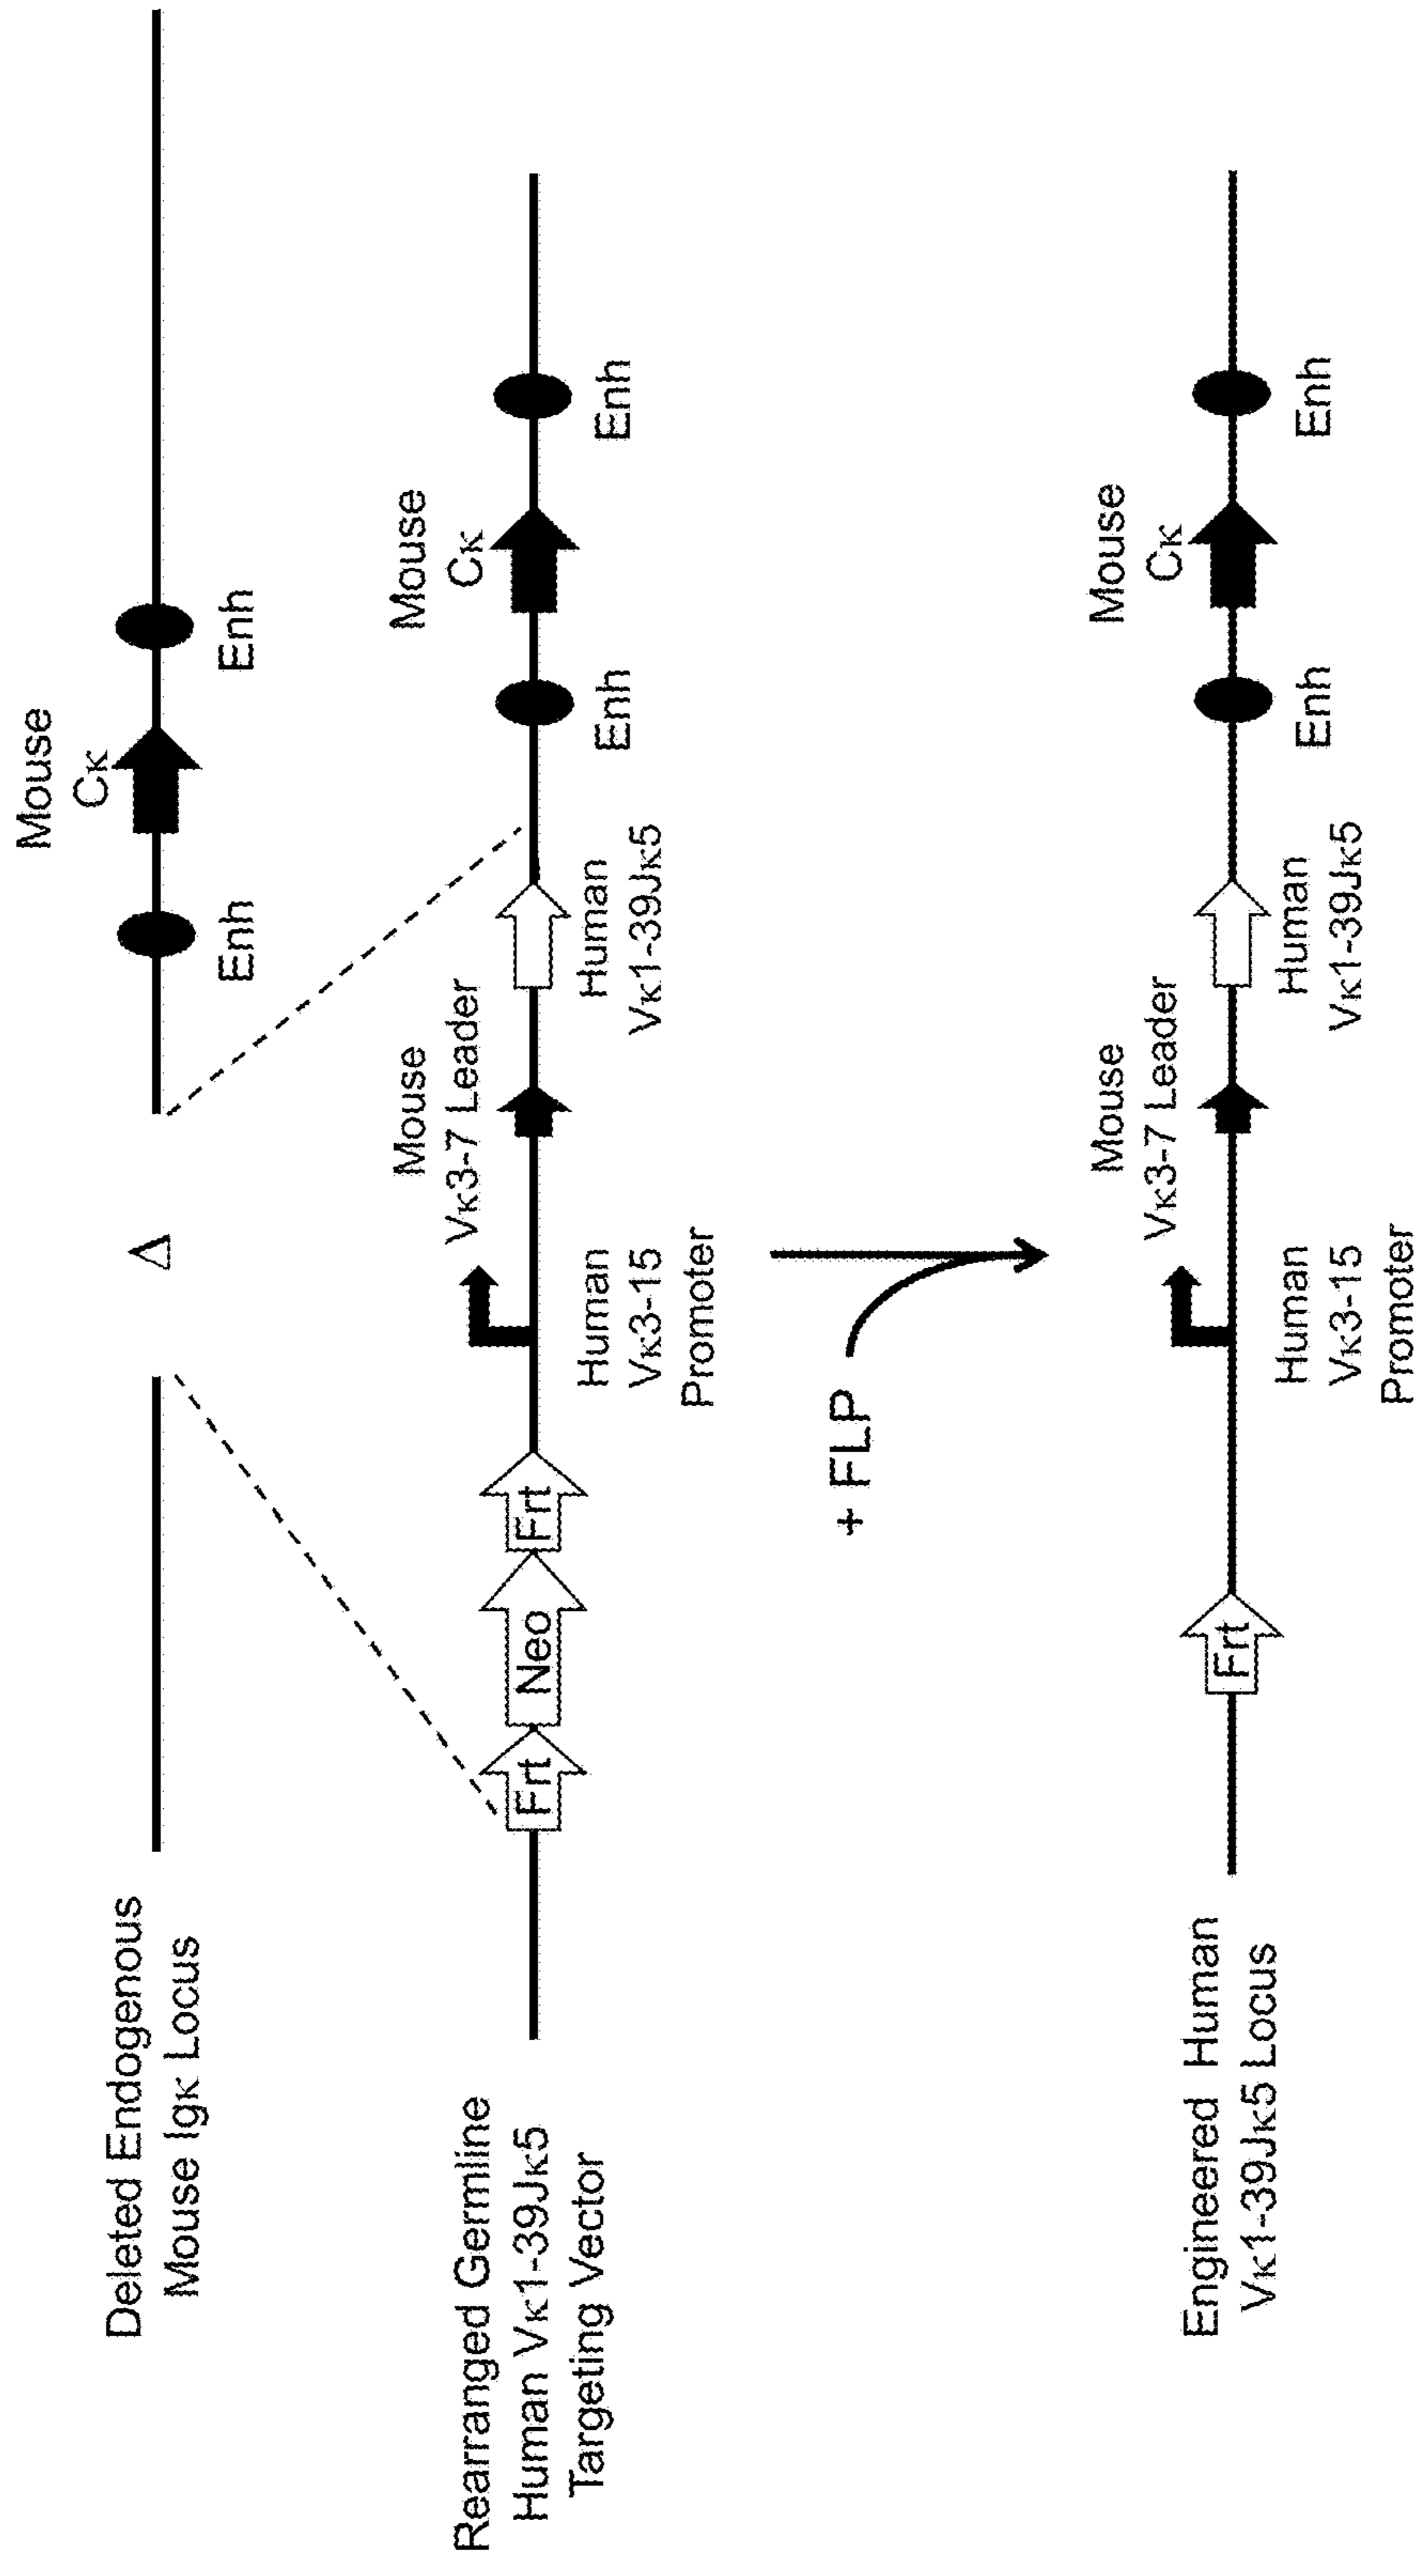 Deleted Endogenous
Mouse Igκ Locus
Δ
Enh
Mouse
Cκ
Enh
Rearranged Germline
Human Vκ1-39Jκ5
Targeting Vector
Frt
Neo
Frt
Human
Vκ3-15
Promoter
Mouse
Vκ3-7 Leader
Human
Vκ1-39Jκ5
Enh
Mouse
Cκ
Enh
+ FLP
Engineered Human
Vκ1-39Jκ5 Locus
Frt
Human
Vκ3-15
Promoter
Mouse
Vκ3-7 Leader
Human
Vκ1-39Jκ5
Enh
Mouse
Cκ
Enh